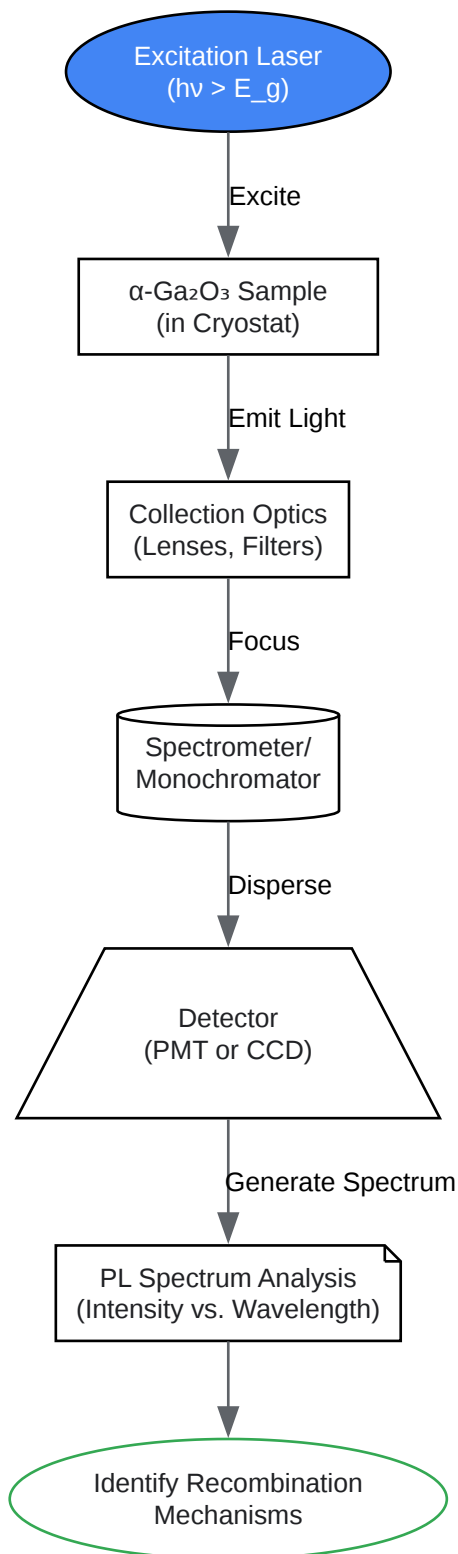 Excitation Laser
(hν > E_g)
Excite
α-Ga₂O₃ Sample
(in Cryostat)
Emit Light
Collection Optics
(Lenses, Filters)
Focus
Spectrometer/
Monochromator
Disperse
Detector
(PMT or CCD)
Generate Spectrum
PL Spectrum Analysis
(Intensity vs. Wavelength)
Identify Recombination
Mechanisms